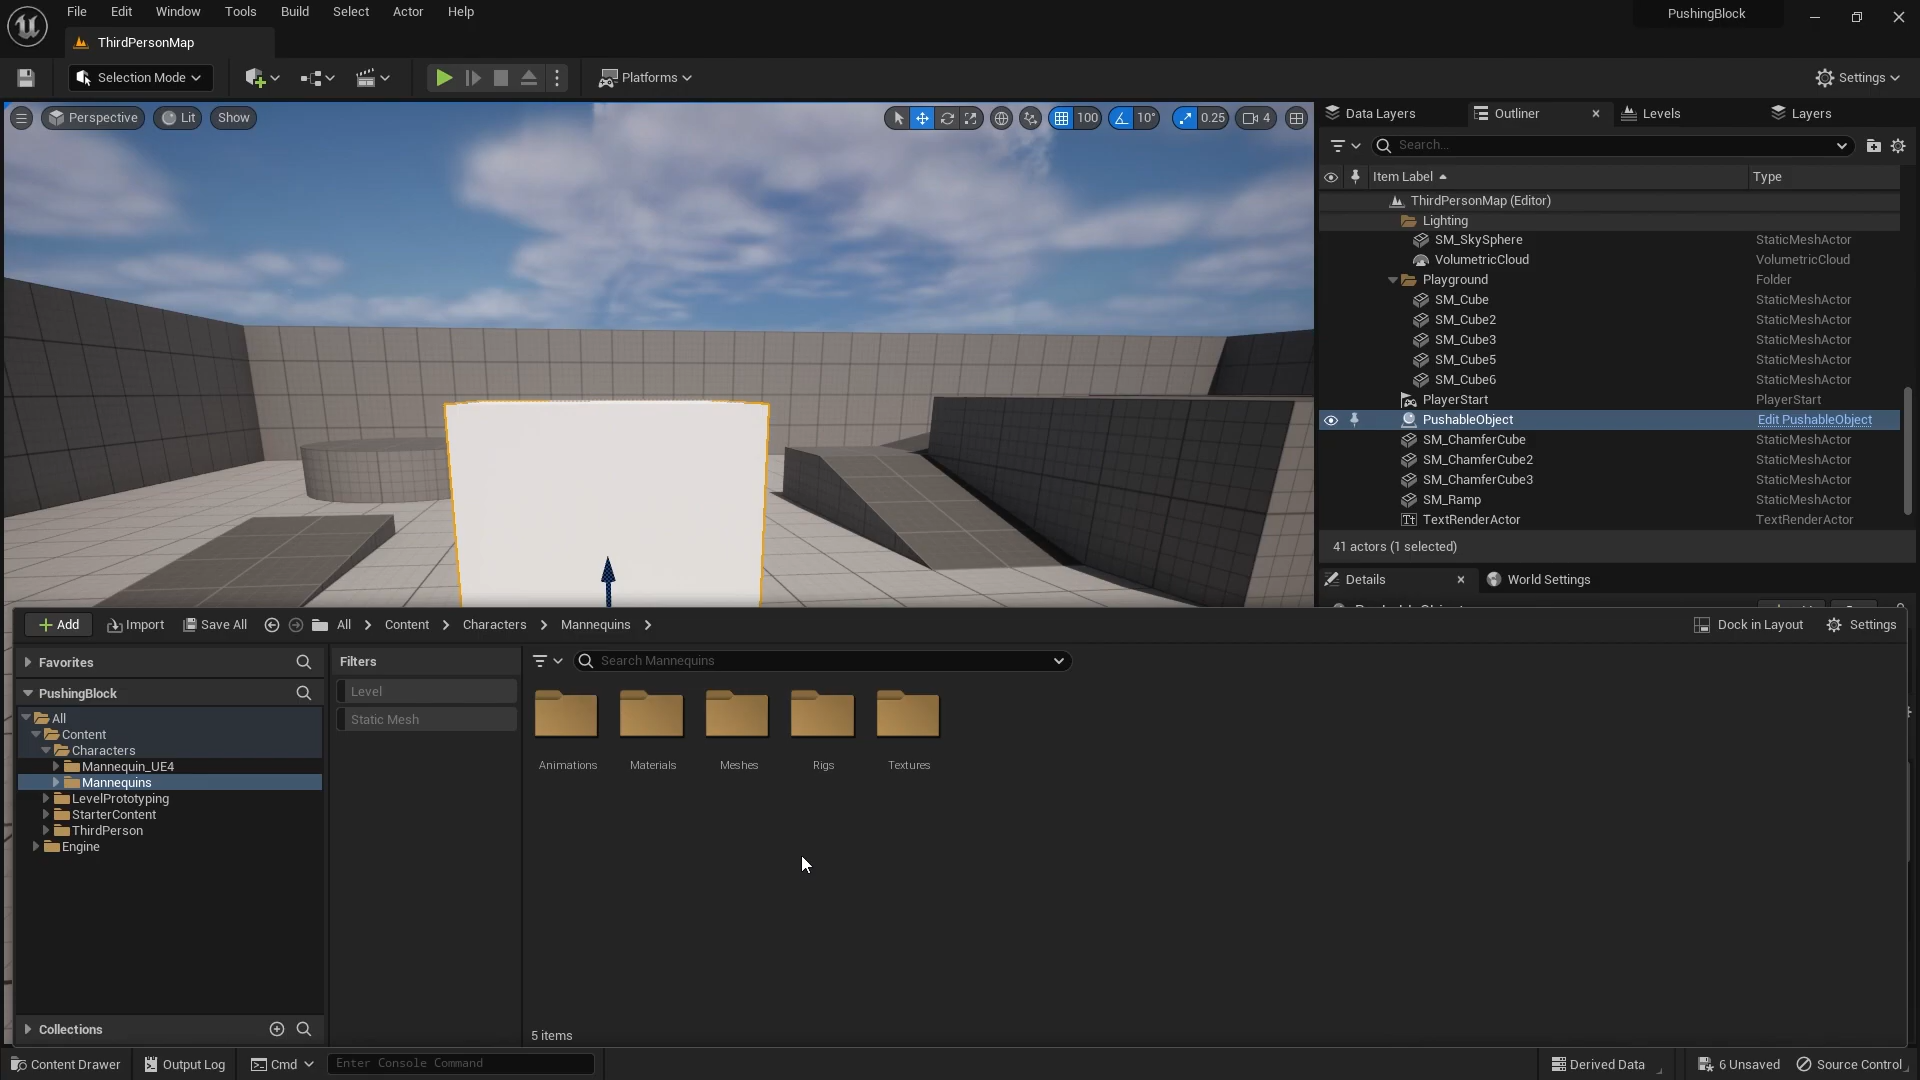 File Edit Window Tools Build Select Actor Help
PushingBlock
ThirdPersonMap
Selection Mode
Platforms
Settings
Perspective Lit Show
100 10° 0.25 4
Data Layers Outliner Levels Layers
Search...
Item Label Type
ThirdPersonMap (Editor)
Lighting
SM_SkySphere StaticMeshActor
VolumetricCloud VolumetricCloud
Playground Folder
SM_Cube StaticMeshActor
SM_Cube2 StaticMeshActor
SM_Cube3 StaticMeshActor
SM_Cube5 StaticMeshActor
SM_Cube6 StaticMeshActor
PlayerStart PlayerStart
PushableObject Edit PushableObject
SM_ChamferCube StaticMeshActor
SM_ChamferCube2 StaticMeshActor
SM_ChamferCube3 StaticMeshActor
SM_Ramp StaticMeshActor
TextRenderActor TextRenderActor
41 actors (1 selected)
Details World Settings
Add Import Save All All Content Characters Mannequins
Dock in Layout Settings
Favorites
PushingBlock
All
Content
Characters
Mannequin_UE4
Mannequins
LevelPrototyping
StarterContent
ThirdPerson
Engine
Collections
Filters
Level
Static Mesh
Search Mannequins
Animations Materials Meshes Rigs Textures
5 items
Content Drawer Output Log Cmd Enter Console Command
Derived Data 6 Unsaved Source Control